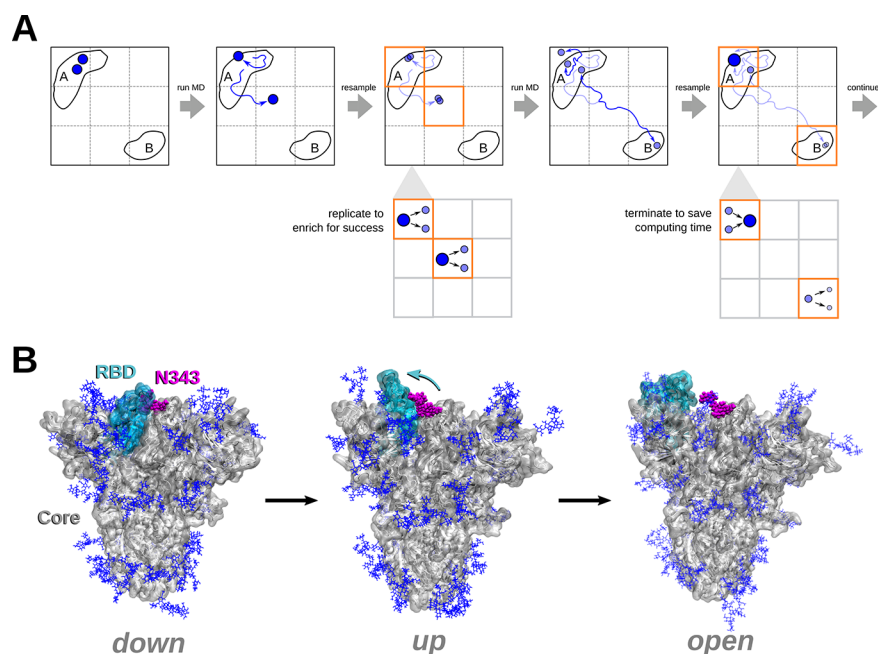 A
A
B
run MD
A
B
resample
A
B
run MD
A
B
resample
A
B
continue
replicate to
enrich for success
terminate to save
computing time
B
RBD
N343
Core
down
up
open